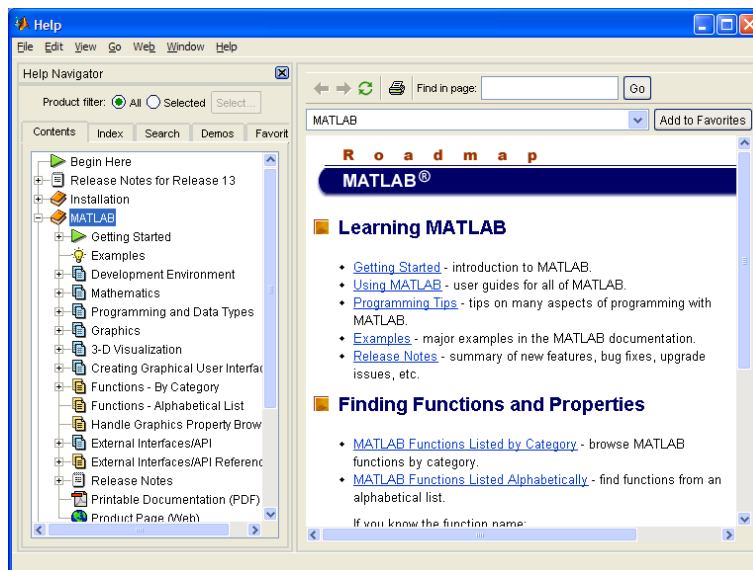 Help
File Edit View Go Web Window Help
Help Navigator
Product filter: All Selected Select...
Contents Index Search Demos Favorit
Begin Here
Release Notes for Release 13
Installation
MATLAB
Getting Started
Examples
Development Environment
Mathematics
Programming and Data Types
Graphics
3-D Visualization
Creating Graphical User Interfac
Functions - By Category
Functions - Alphabetical List
Handle Graphics Property Brow
External Interfaces/API
External Interfaces/API Referenc
Release Notes
Printable Documentation (PDF)
Product Page (Web)
Find in page: Go
MATLAB Add to Favorites
Roadmap
MATLAB®
Learning MATLAB
Getting Started - introduction to MATLAB.
Using MATLAB - user guides for all of MATLAB.
Programming Tips - tips on many aspects of programming with
MATLAB.
Examples - major examples in the MATLAB documentation.
Release Notes - summary of new features, bug fixes, upgrade
issues, etc.
Finding Functions and Properties
MATLAB Functions Listed by Category - browse MATLAB
functions by category.
MATLAB Functions Listed Alphabetically - find functions from an
alphabetical list.
If you know the function name: